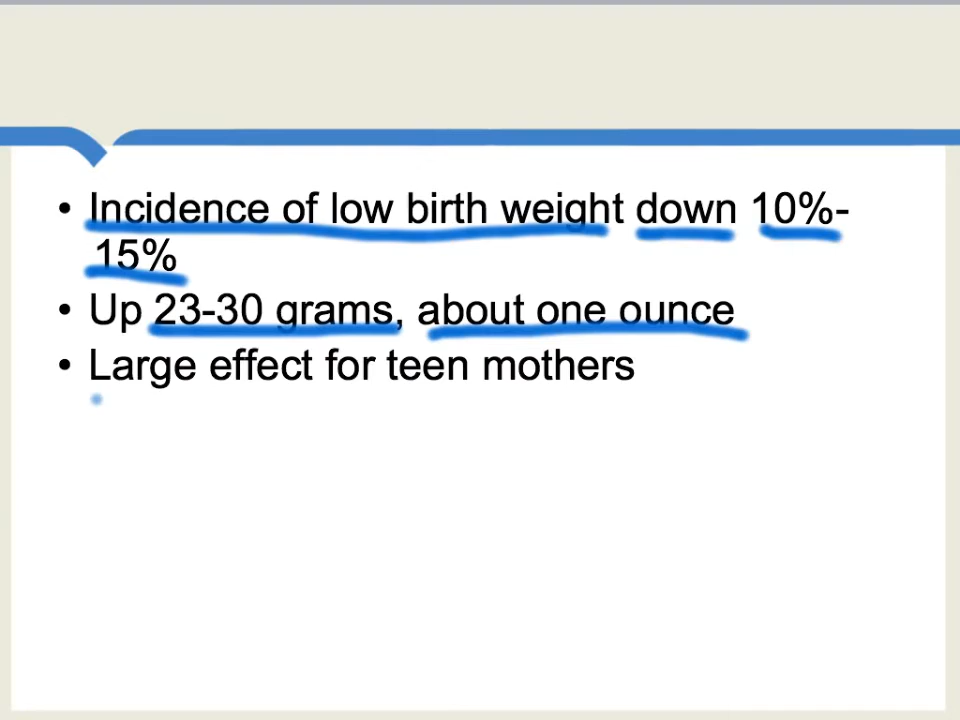 • Incidence of low birth weight down 10%-
15%
• Up 23-30 grams, about one ounce
• Large effect for teen mothers